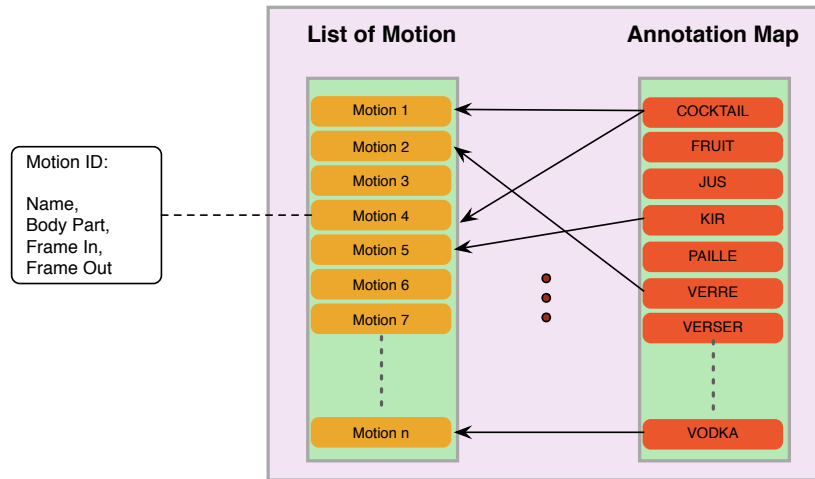 List of Motion
Annotation Map
Motion ID:
Name,
Body Part,
Frame In,
Frame Out
Motion 1
Motion 2
Motion 3
Motion 4
Motion 5
Motion 6
Motion 7
Motion n
COCKTAIL
FRUIT
JUS
KIR
PAILLE
VERRE
VERSER
VODKA